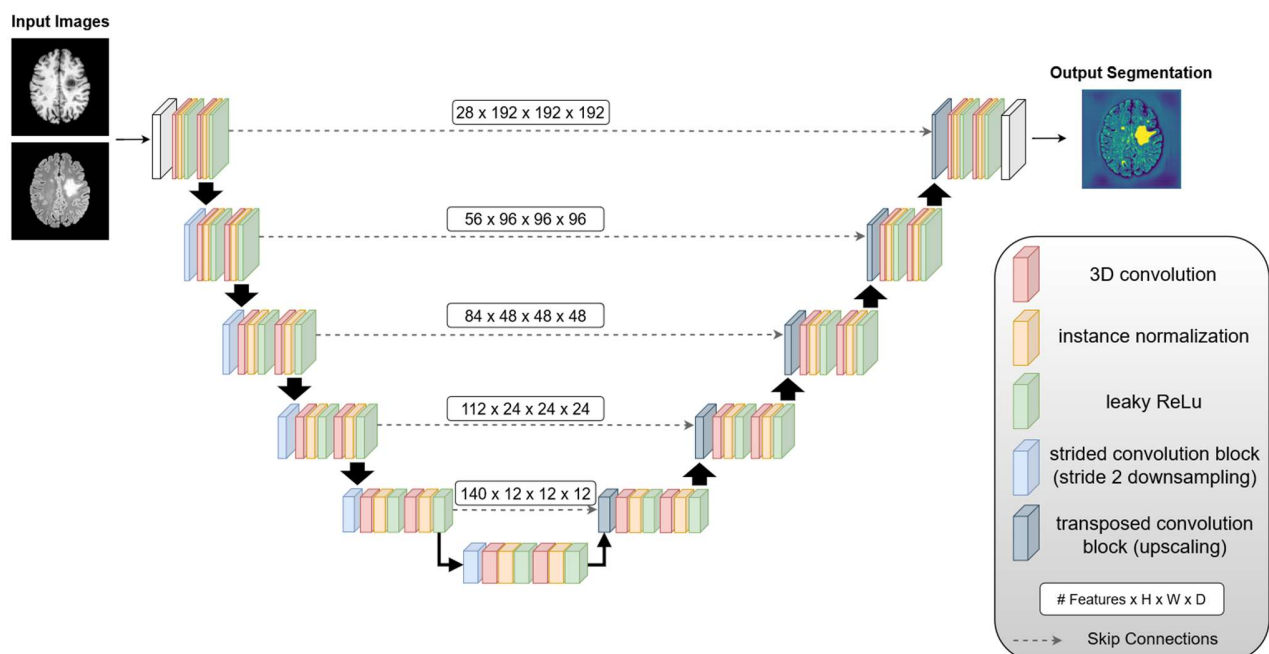 Input Images
28 x 192 x 192 x 192
Output Segmentation
56 x 96 x 96 x 96
84 x 48 x 48 x 48
112 x 24 x 24 x 24
140 x 12 x 12 x 12
3D convolution
instance normalization
leaky ReLu
strided convolution block
(stride 2 downsampling)
transposed convolution
block (upscaling)
# Features x H x W x D
Skip Connections